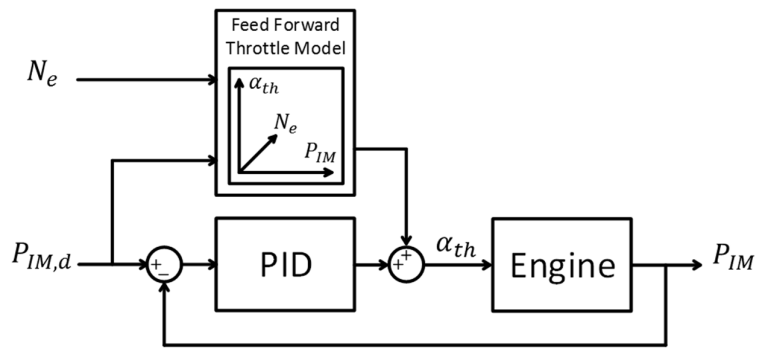 Feed Forward
Throttle Model
N_e
α_th
N_e
P_IM
P_IM,d
+
−
PID
+
+
α_th
Engine
P_IM